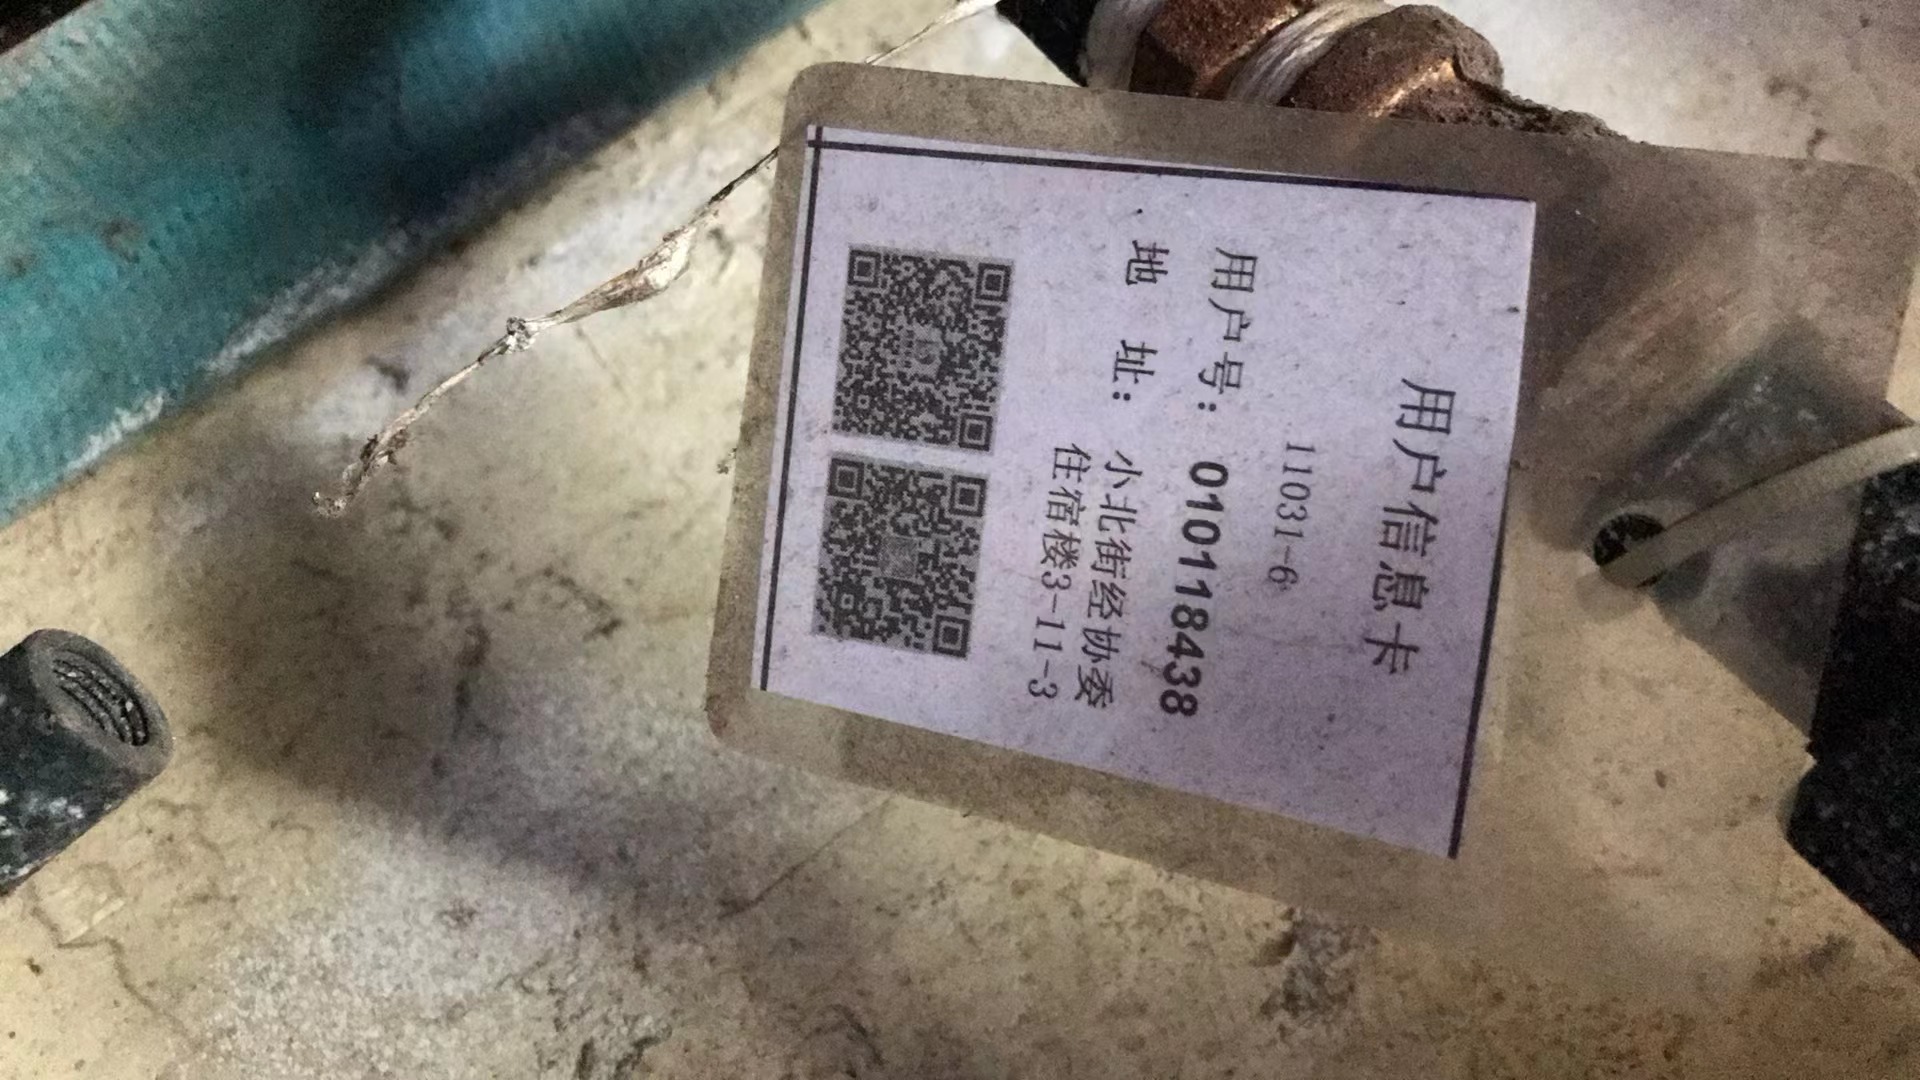 用户信息卡
11031-6
用户号：010118438
地 址：小北街经协委
住宿楼3-11-3